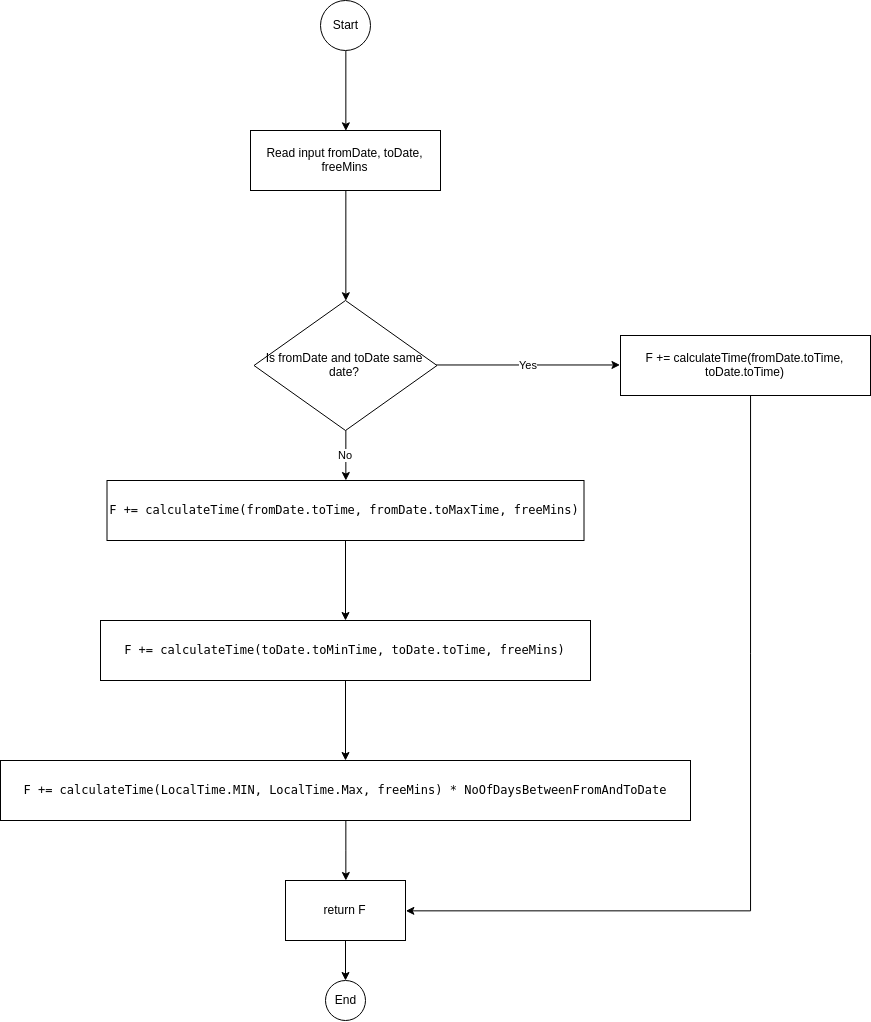 Start
Read input fromDate, toDate,
freeMins
Is fromDate and toDate same
date?
Yes
F += calculateTime(fromDate.toTime,
toDate.toTime)
No
F += calculateTime(fromDate.toTime, fromDate.toMaxTime, freeMins)
F += calculateTime(toDate.toMinTime, toDate.toTime, freeMins)
F += calculateTime(LocalTime.MIN, LocalTime.Max, freeMins) * NoOfDaysBetweenFromAndToDate
return F
End